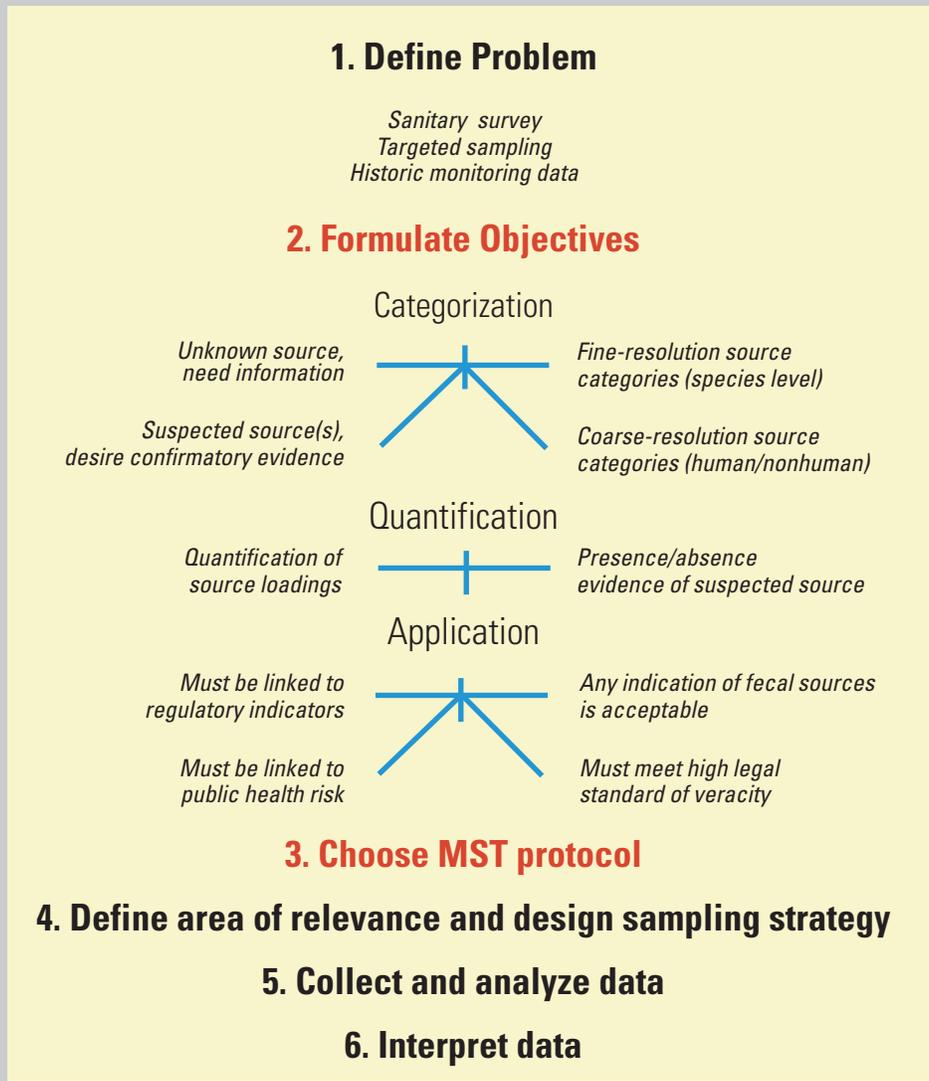 1. Define Problem
Sanitary survey
Targeted sampling
Historic monitoring data
2. Formulate Objectives
Categorization
Unknown source,
need information
Fine-resolution source
categories (species level)
Suspected source(s),
desire confirmatory evidence
Coarse-resolution source
categories (human/nonhuman)
Quantification
Quantification of
source loadings
Presence/absence
evidence of suspected source
Application
Must be linked to
regulatory indicators
Any indication of fecal sources
is acceptable
Must be linked to
public health risk
Must meet high legal
standard of veracity
3. Choose MST protocol
4. Define area of relevance and design sampling strategy
5. Collect and analyze data
6. Interpret data